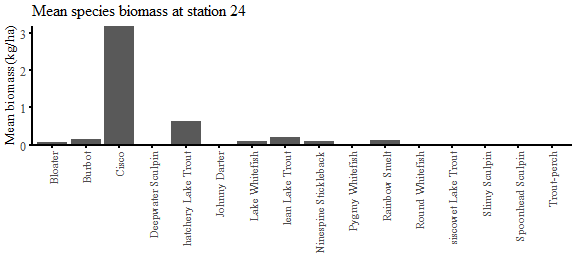 Mean species biomass at station 24
Mean biomass (kg/ha)
3
2
1
0
Bloater
Burbot
Cisco
Deepwater Sculpin
hatchery Lake Trout
Johnny Darter
Lake Whitefish
lean Lake Trout
Ninespine Stickleback
Pygmy Whitefish
Rainbow Smelt
Round Whitefish
siscowet Lake Trout
Slimy Sculpin
Spoonhead Sculpin
Trout-perch